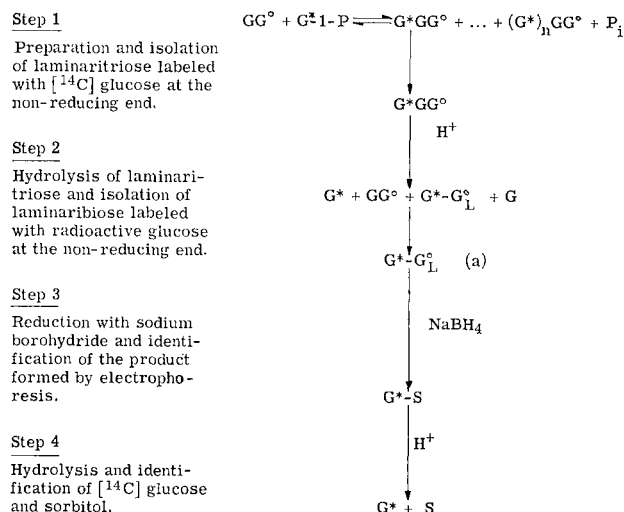 Step 1
GG° + G*-1-P ⇌ G*GG° + ... + (G*)nGG° + Pi
Preparation and isolation
of laminaritriose labeled
with [14C] glucose at the
non-reducing end.
G*GG°
H+
Step 2
Hydrolysis of laminari-
triose and isolation of
laminaribiose labeled
with radioactive glucose
at the non-reducing end.
G* + GG° + G*-G°L + G
G*-G°L (a)
Step 3
Reduction with sodium
borohydride and identi-
fication of the product
formed by electropho-
resis.
NaBH4
G*-S
Step 4
H+
Hydrolysis and identi-
fication of [14C] glucose
and sorbitol.
G* + S